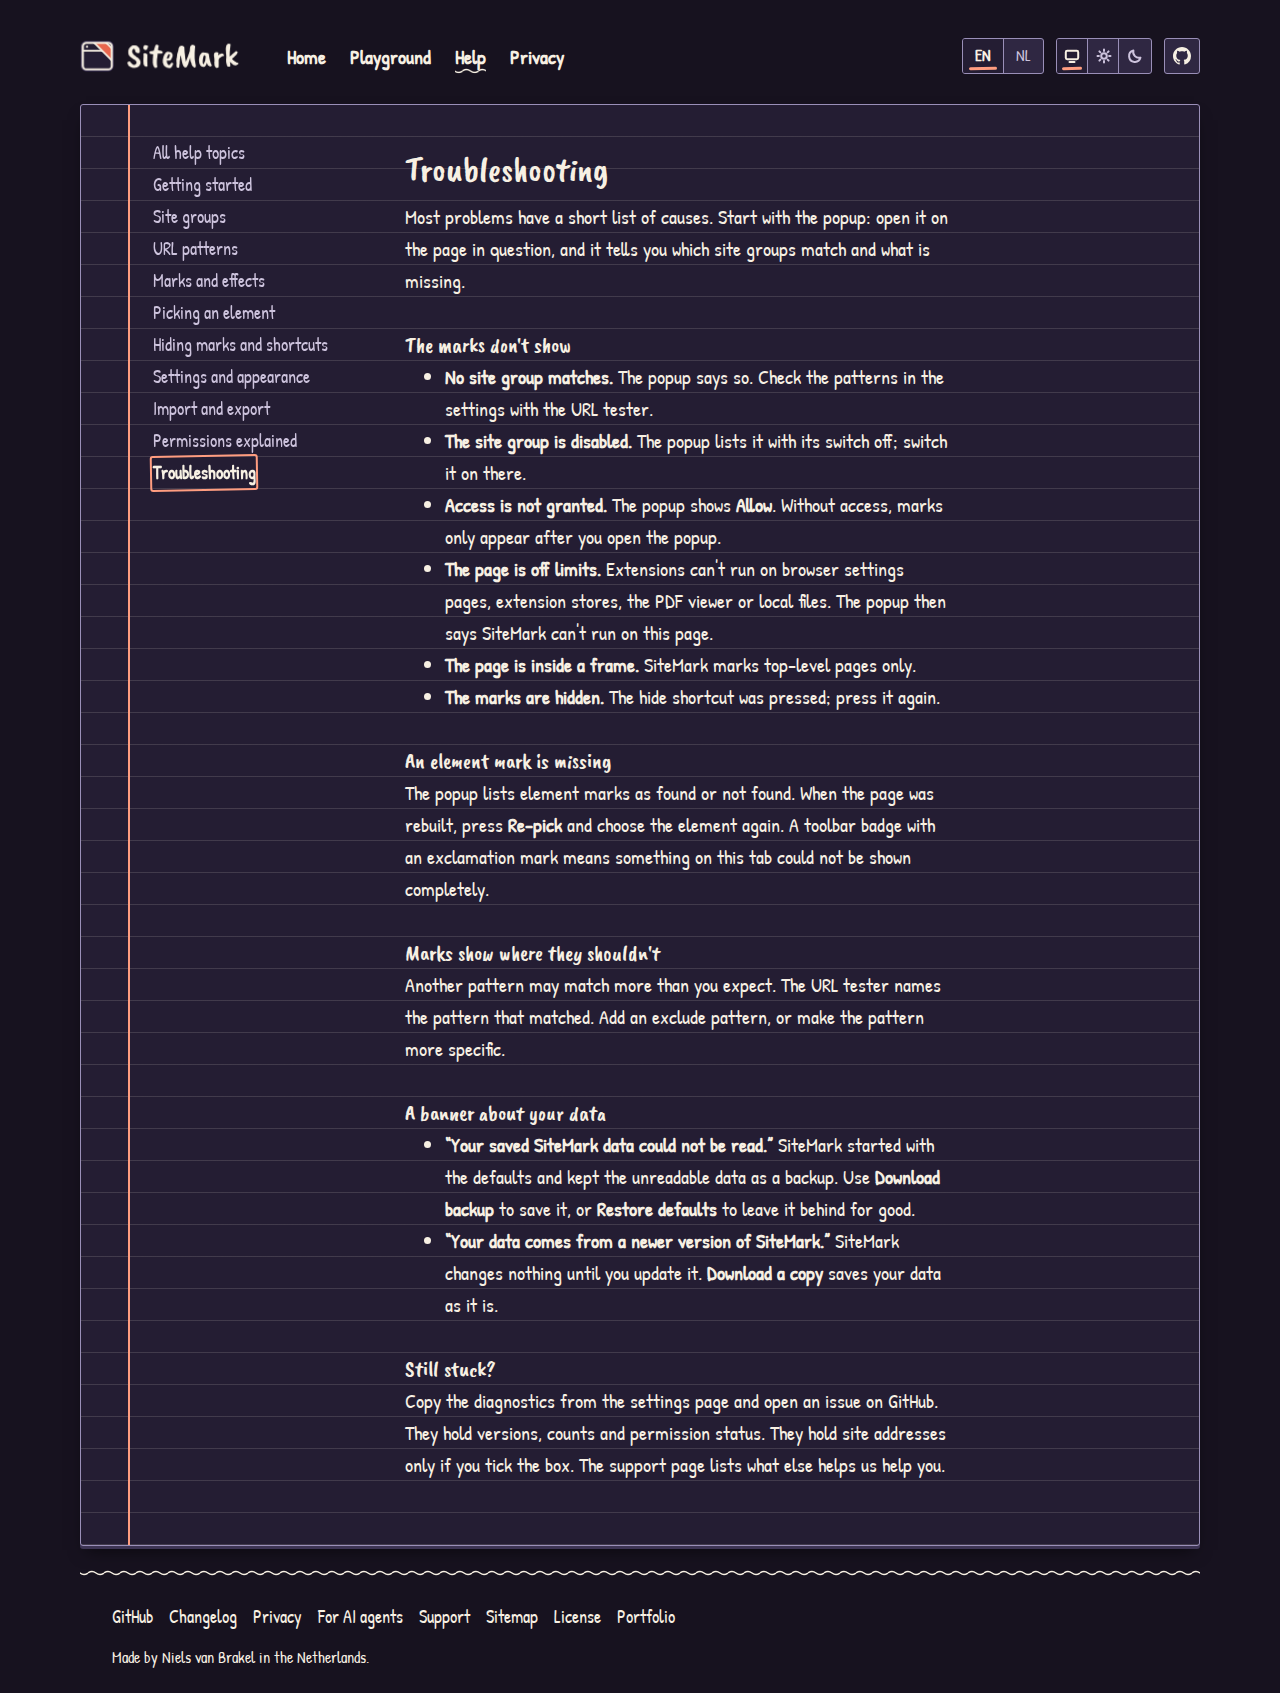 SiteMark
Home Playground Help Privacy
EN NL
All help topics
Getting started
Site groups
URL patterns
Marks and effects
Picking an element
Hiding marks and shortcuts
Settings and appearance
Import and export
Permissions explained
Troubleshooting
Troubleshooting
Most problems have a short list of causes. Start with the popup: open it on
the page in question, and it tells you which site groups match and what is
missing.
The marks don't show
• No site group matches. The popup says so. Check the patterns in the
settings with the URL tester.
• The site group is disabled. The popup lists it with its switch off; switch
it on there.
• Access is not granted. The popup shows Allow. Without access, marks
only appear after you open the popup.
• The page is off limits. Extensions can't run on browser settings
pages, extension stores, the PDF viewer or local files. The popup then
says SiteMark can't run on this page.
• The page is inside a frame. SiteMark marks top-level pages only.
• The marks are hidden. The hide shortcut was pressed; press it again.
An element mark is missing
The popup lists element marks as found or not found. When the page was
rebuilt, press Re-pick and choose the element again. A toolbar badge with
an exclamation mark means something on this tab could not be shown
completely.
Marks show where they shouldn't
Another pattern may match more than you expect. The URL tester names
the pattern that matched. Add an exclude pattern, or make the pattern
more specific.
A banner about your data
• "Your saved SiteMark data could not be read." SiteMark started with
the defaults and kept the unreadable data as a backup. Use Download
backup to save it, or Restore defaults to leave it behind for good.
• "Your data comes from a newer version of SiteMark." SiteMark
changes nothing until you update it. Download a copy saves your data
as it is.
Still stuck?
Copy the diagnostics from the settings page and open an issue on GitHub.
They hold versions, counts and permission status. They hold site addresses
only if you tick the box. The support page lists what else helps us help you.
GitHub Changelog Privacy For AI agents Support Sitemap License Portfolio
Made by Niels van Brakel in the Netherlands.